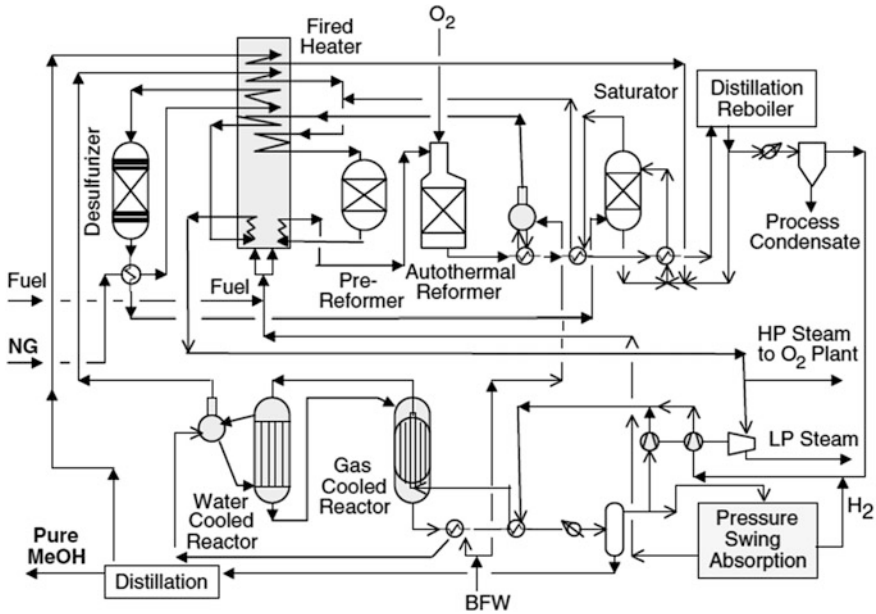 O2
Fired
Heater
Saturator
Distillation
Reboiler
Desulfurizer
Process
Condensate
Fuel
Fuel
Pre-
Reformer
Autothermal
Reformer
NG
HP Steam
to O2 Plant
LP Steam
Gas
Cooled
Reactor
Water
Cooled
Reactor
H2
Pressure
Swing
Absorption
Pure
MeOH
Distillation
BFW